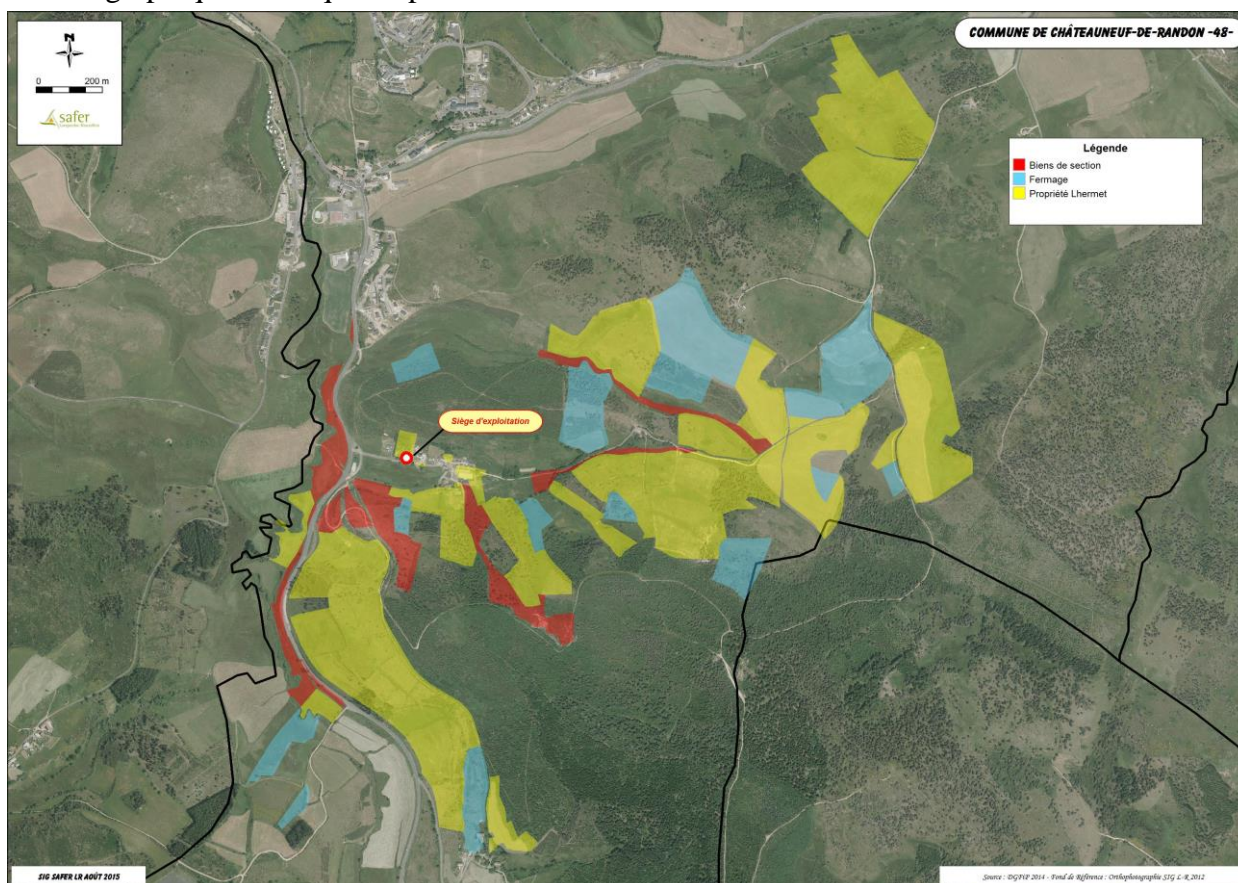 COMMUNE DE CHÂTEAUNEUF-DE-RANDON -48-
N
0 200 m
safer
Légende
Biens de section
Fermage
Propriété Lhermet
Siège d'exploitation
SIG SAFER LR AOÛT 2015
Source : DGFIP 2014 - Fond de Référence : Orthophotographie SIG L-R 2012